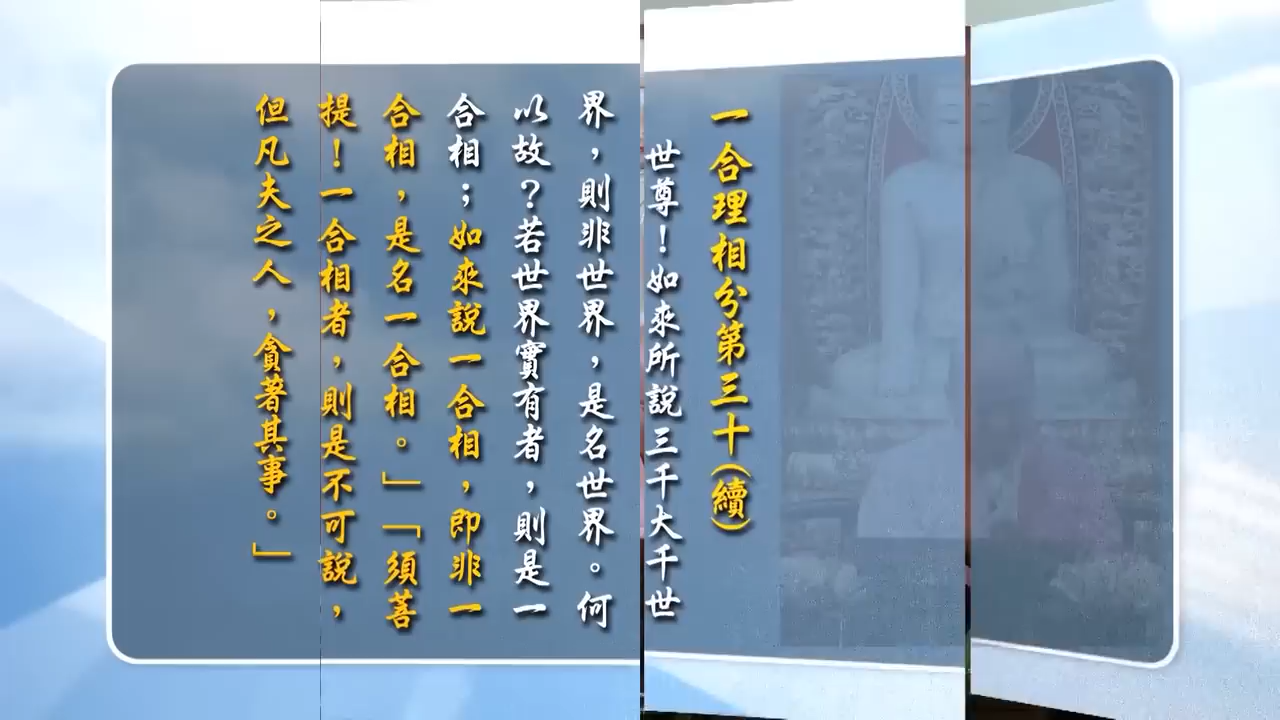 一合理相分第三十(續)
世尊！如來所說三千大千世
界，則非世界，是名世界。何
以故？若世界實有者，則是一
合相；如來說一合相，即非一
合相，是名一合相。」「須菩
提！一合相者，則是不可說，
但凡夫之人，貪著其事。」